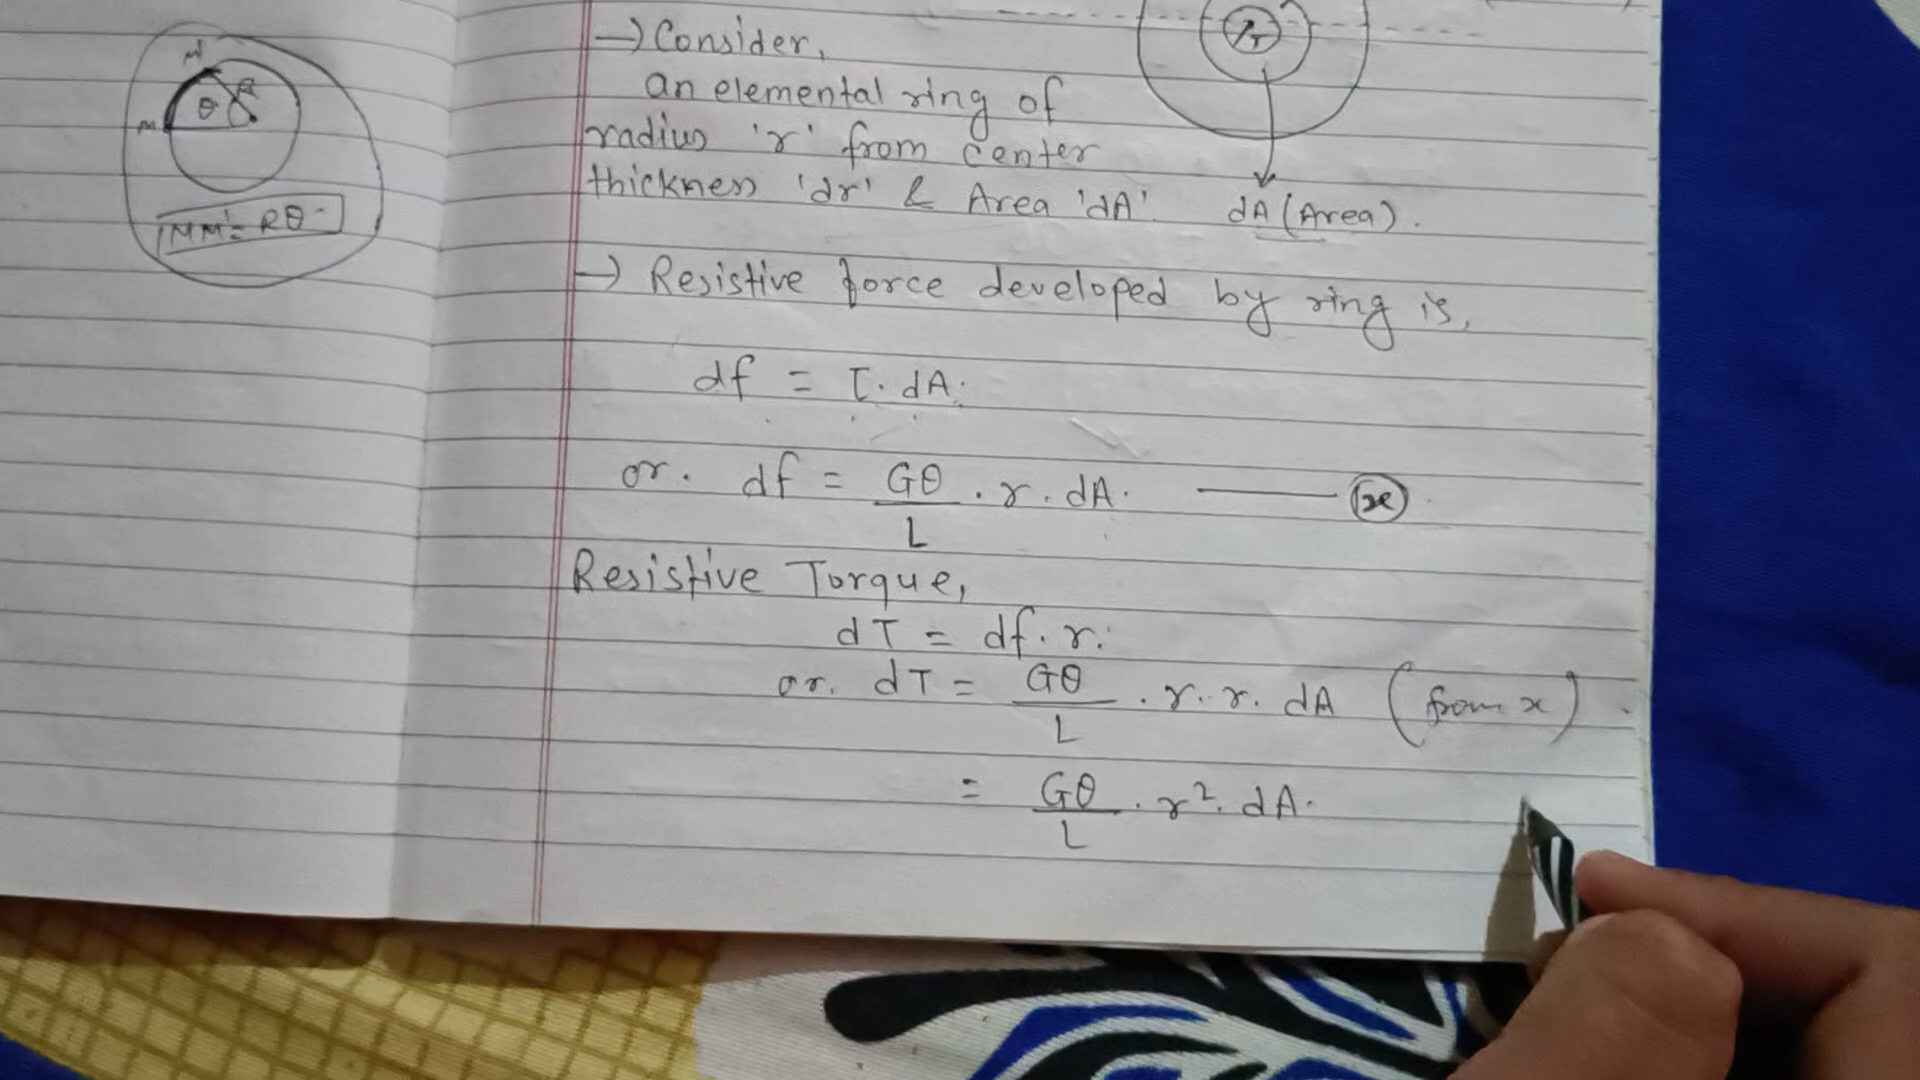 → Consider,
an elemental ring of
radius 'r' from center
thickness 'dr' & Area 'dA'.
dA (Area).
→ Resistive force developed by ring is,
df = τ. dA.
or. df = Gθ/L . r. dA. —— (x)
Resistive Torque,
dT = df. r.
or. dT = Gθ/L . r. r. dA (from x)
= Gθ/L . r². dA.
M'
θ R
M
MM' = Rθ